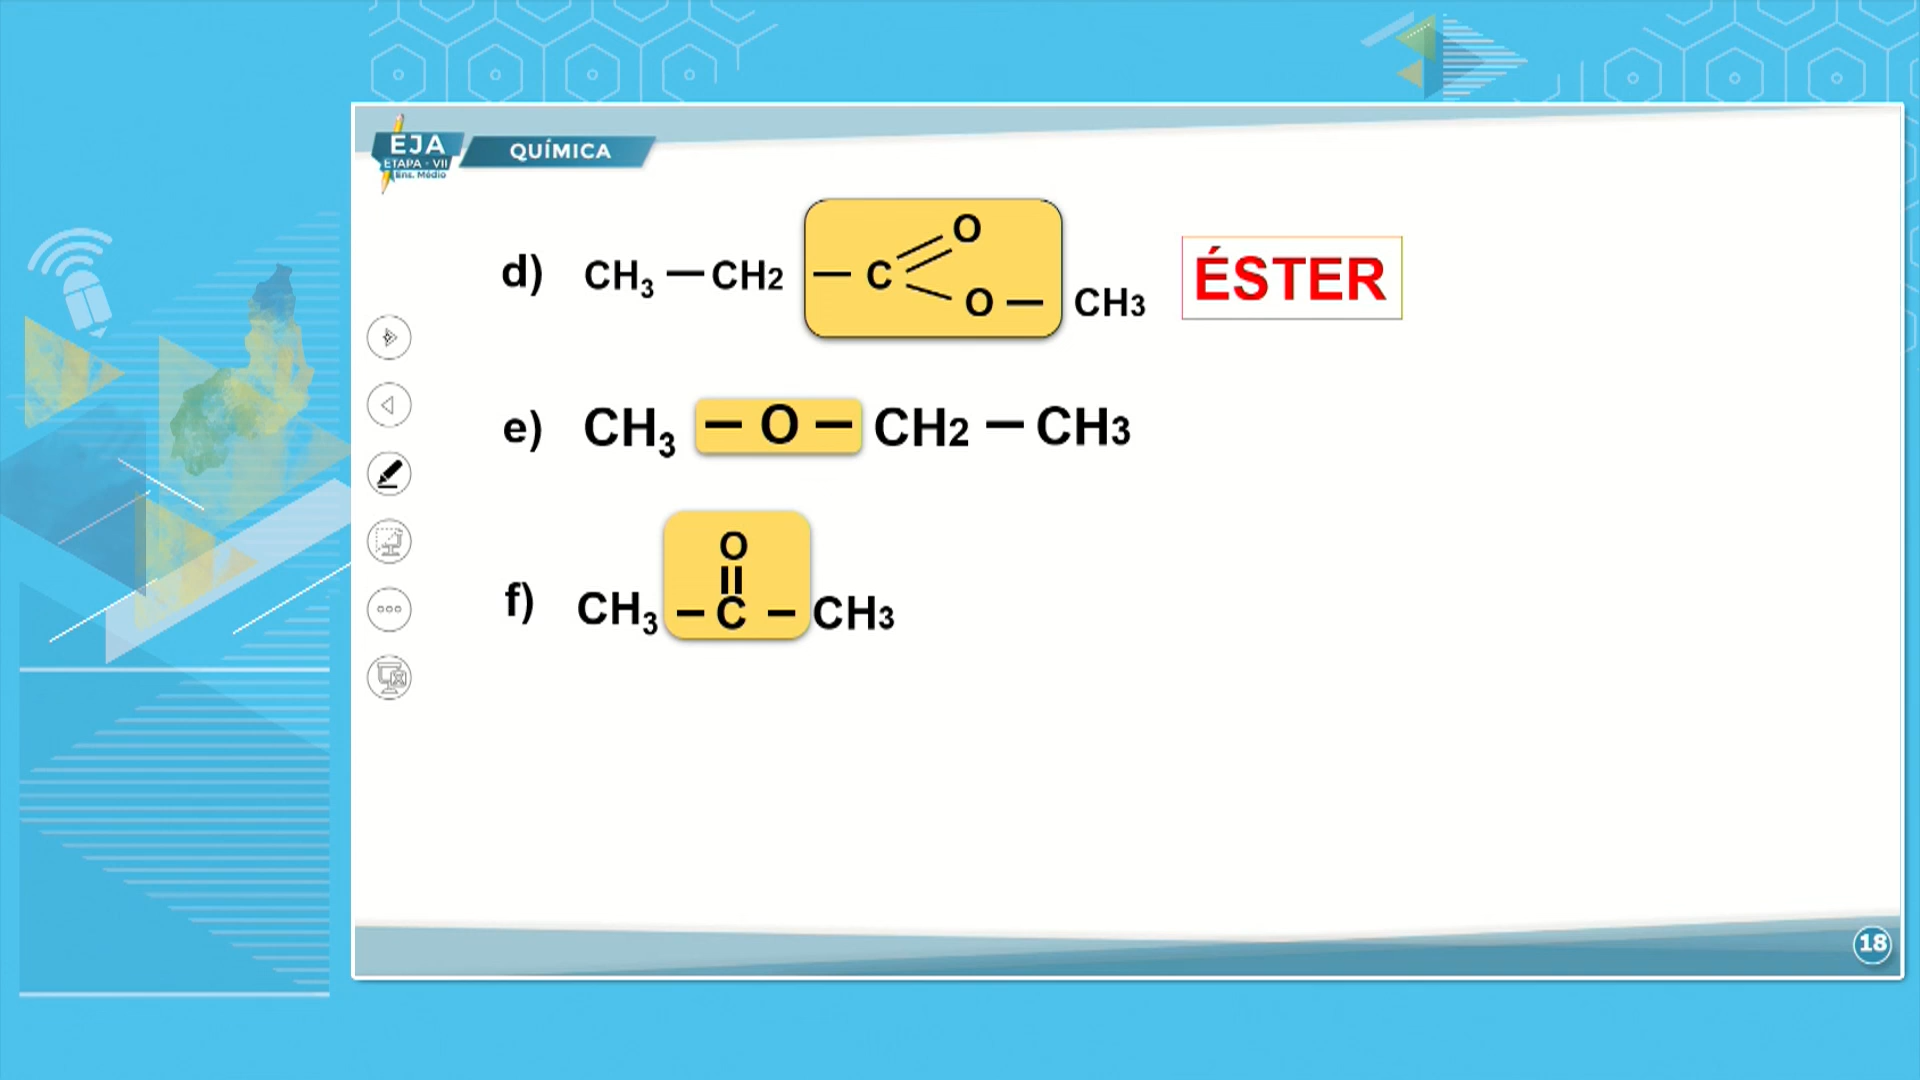 EJA
ETAPA - VII
Ens. Médio
QUÍMICA
O
d) CH₃ — CH2 — C
O — CH3
ÉSTER
e) CH₃ — O — CH2 — CH3
O
f) CH₃ — C — CH3
18